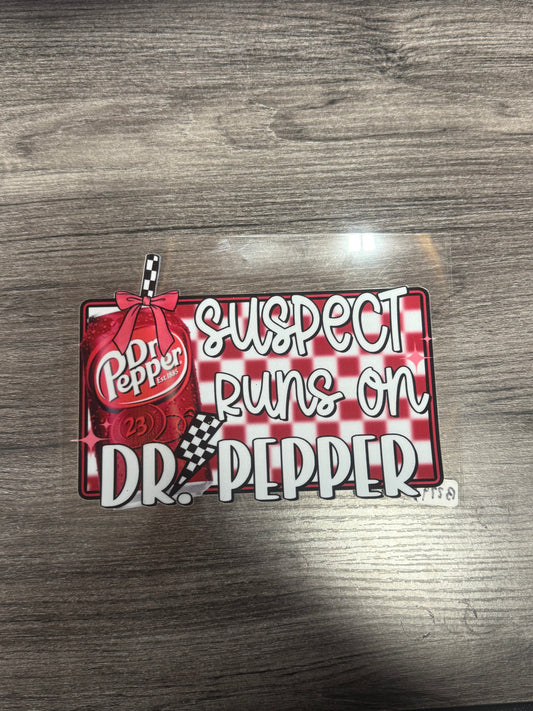 SUSPECT
RUNS ON
DR. PEPPER
Dr
Pepper
Est. 1885
23